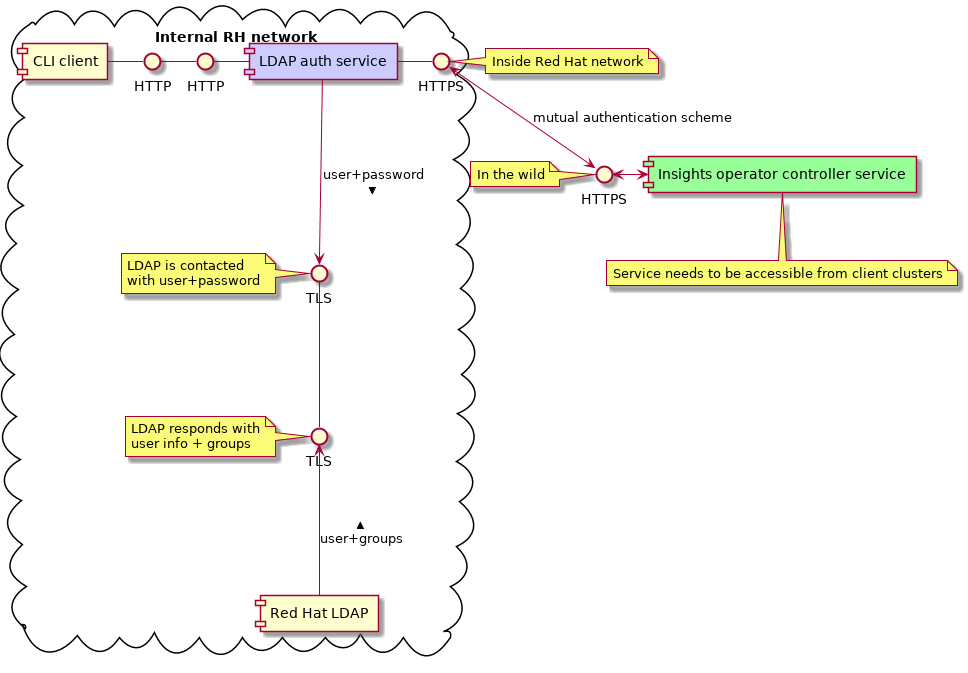 Internal RH network
CLI client
HTTP
HTTP
LDAP auth service
HTTPS
Inside Red Hat network
mutual authentication scheme
user+password
In the wild
HTTPS
Insights operator controller service
Service needs to be accessible from client clusters
LDAP is contacted
with user+password
TLS
LDAP responds with
user info + groups
TLS
user+groups
Red Hat LDAP